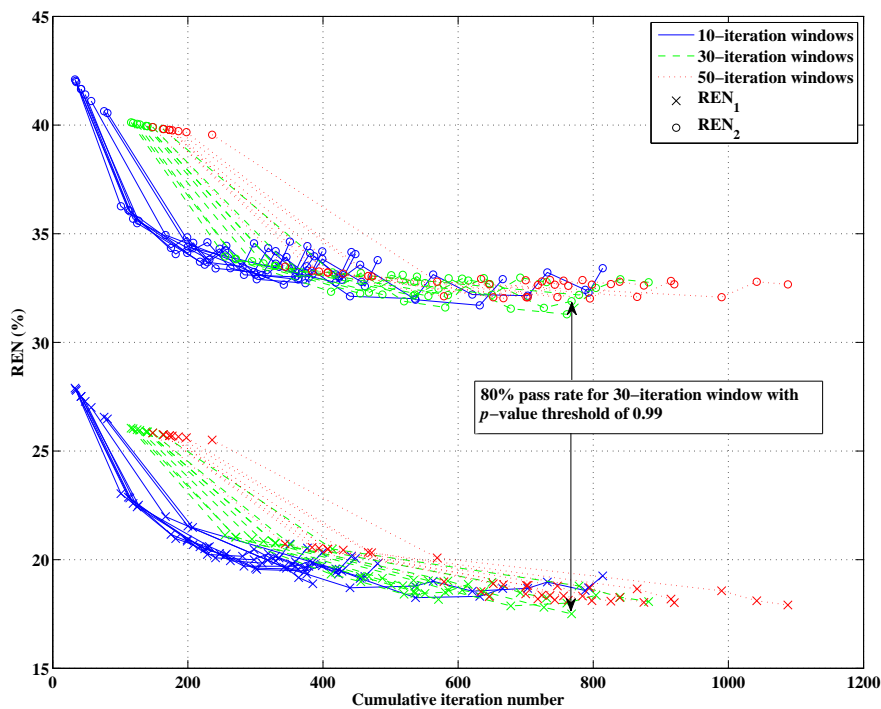 45
40
35
30
25
20
15
REN (%)
10−iteration windows
30−iteration windows
50−iteration windows
REN1
REN2
80% pass rate for 30−iteration window with
p−value threshold of 0.99
0
200
400
600
800
1000
1200
Cumulative iteration number